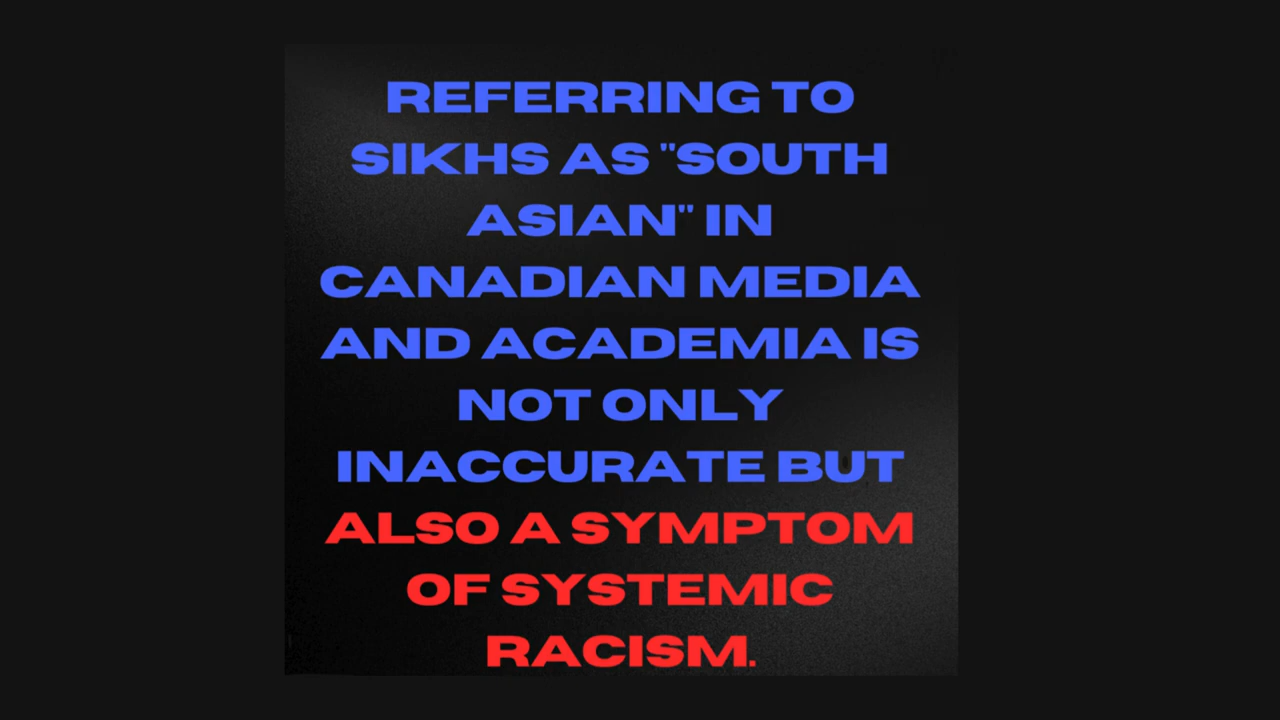 REFERRING TO
SIKHS AS "SOUTH
ASIAN" IN
CANADIAN MEDIA
AND ACADEMIA IS
NOT ONLY
INACCURATE BUT
ALSO A SYMPTOM
OF SYSTEMIC
RACISM.